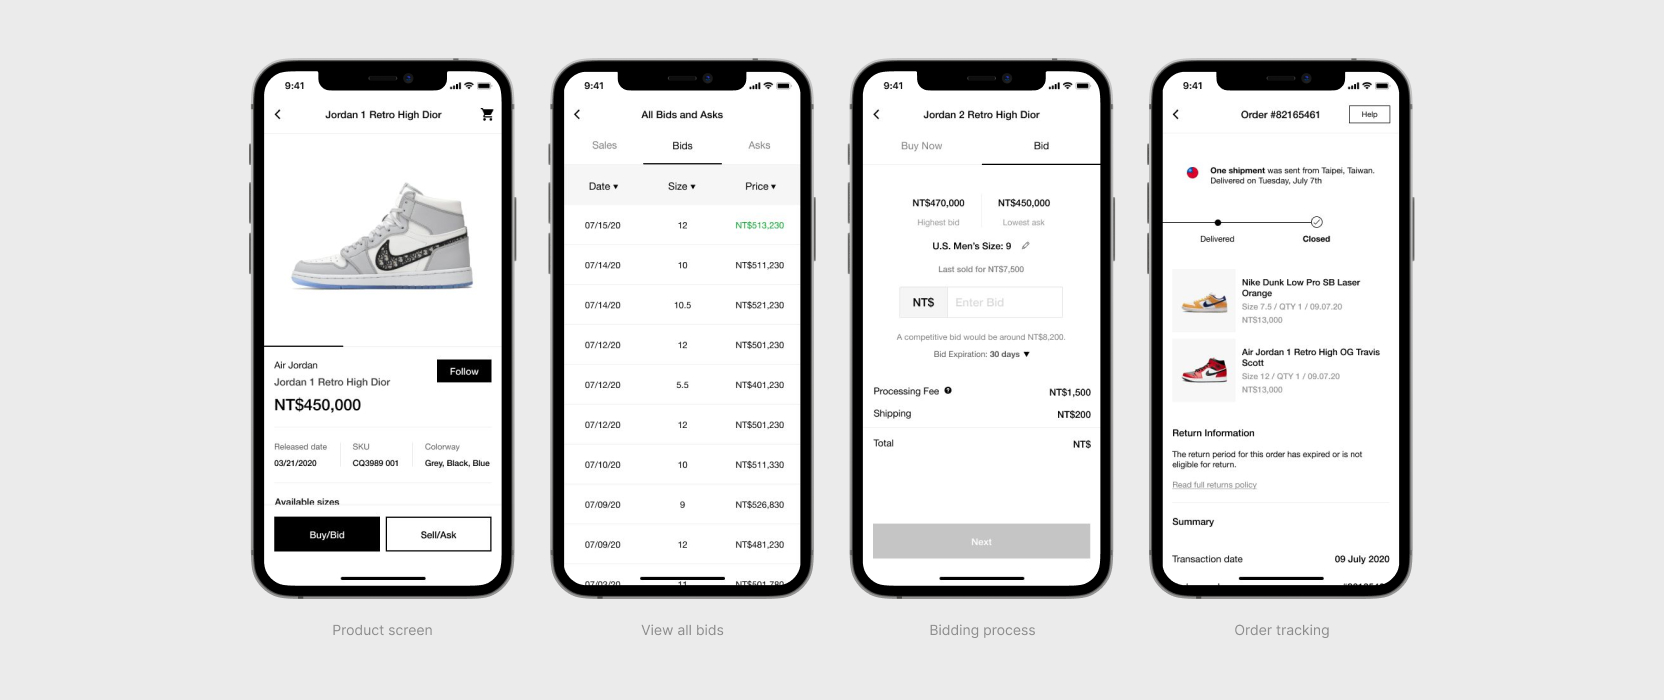 9:41
Jordan 1 Retro High Dior
Air Jordan
Jordan 1 Retro High Dior
Follow
NT$450,000
Released date
SKU
Colorway
03/21/2020
CQ3989 001
Grey, Black, Blue
Available sizes
Buy/Bid
Sell/Ask
Product screen
9:41
All Bids and Asks
Sales
Bids
Asks
Date ▾
Size ▾
Price ▾
07/15/20 12 NT$513,230
07/14/20 10 NT$511,230
07/14/20 10.5 NT$521,230
07/12/20 12 NT$501,230
07/12/20 5.5 NT$401,230
07/12/20 12 NT$501,230
07/10/20 10 NT$511,330
07/09/20 9 NT$526,830
07/09/20 12 NT$481,230
07/03/20 11 NT$501,780
View all bids
9:41
Jordan 2 Retro High Dior
Buy Now
Bid
NT$470,000
NT$450,000
Highest bid
Lowest ask
U.S. Men's Size: 9
Last sold for NT$7,500
NT$
Enter Bid
A competitive bid would be around NT$8,200.
Bid Expiration: 30 days ▼
Processing Fee ? NT$1,500
Shipping NT$200
Total NT$
Next
Bidding process
9:41
Order #82165461
Help
One shipment was sent from Taipei, Taiwan.
Delivered on Tuesday, July 7th
Delivered
Closed
Nike Dunk Low Pro SB Laser
Orange
Size 7.5 / QTY 1 / 09.07.20
NT$13,000
Air Jordan 1 Retro High OG Travis
Scott
Size 12 / QTY 1 / 09.07.20
NT$13,000
Return Information
The return period for this order has expired or is not
eligible for return.
Read full returns policy
Summary
Transaction date 09 July 2020
Order tracking